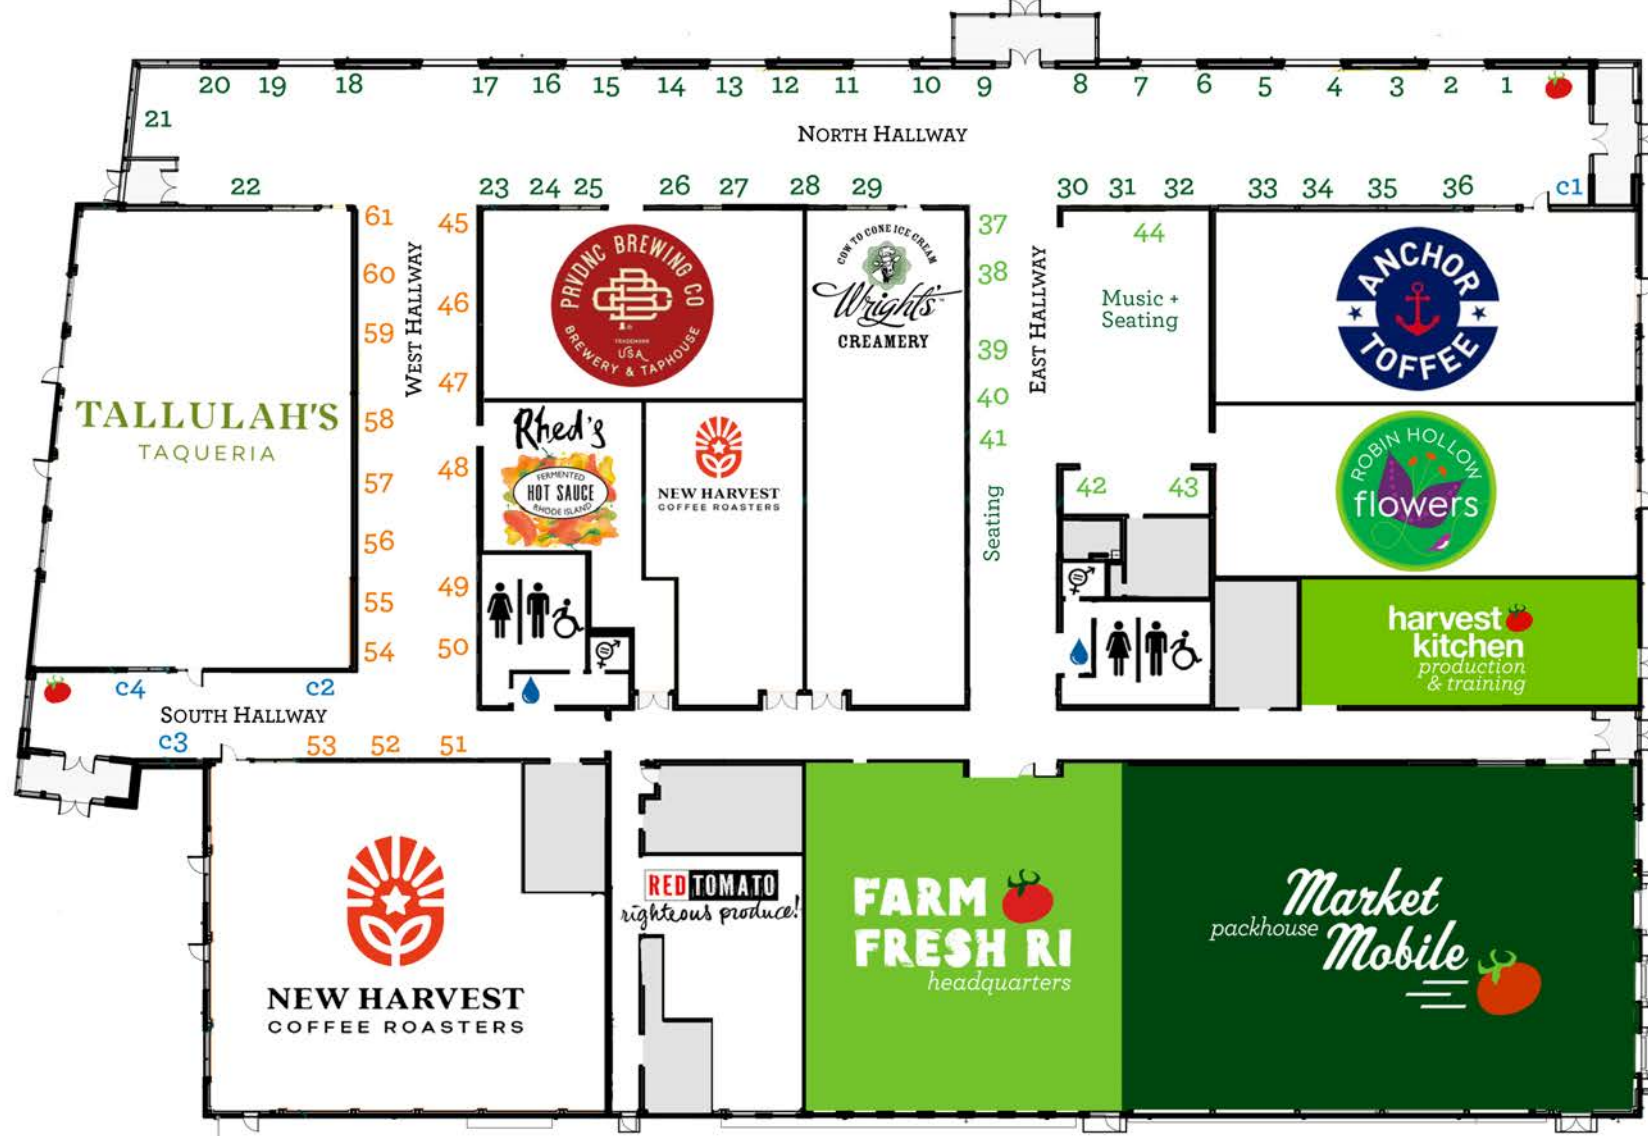 20 19 18 17 16 15 14 13 12 11 10 9 8 7 6 5 4 3 2 1
21
NORTH HALLWAY
22 23 24 25 26 27 28 29 30 31 32 33 34 35 36 c1
61
60
59
58
57
56
55
54
WEST HALLWAY
45
46
47
48
49
50
TALLULAH'S
TAQUERIA
PRVDNC BREWING CO
TRADEMARK
USA
BREWERY & TAPHOUSE
COW TO CONE ICE CREAM
Wright's
CREAMERY
37
38
39
40
41
Seating
EAST HALLWAY
44
Music +
Seating
42 43
ANCHOR
TOFFEE
Rhed's
FERMENTED
HOT SAUCE
RHODE ISLAND
NEW HARVEST
COFFEE ROASTERS
ROBIN HOLLOW
flowers
harvest
kitchen
production
& training
c4 c2
SOUTH HALLWAY
c3 53 52 51
NEW HARVEST
COFFEE ROASTERS
RED TOMATO
righteous produce!
FARM
FRESH RI
headquarters
Market
packhouse Mobile